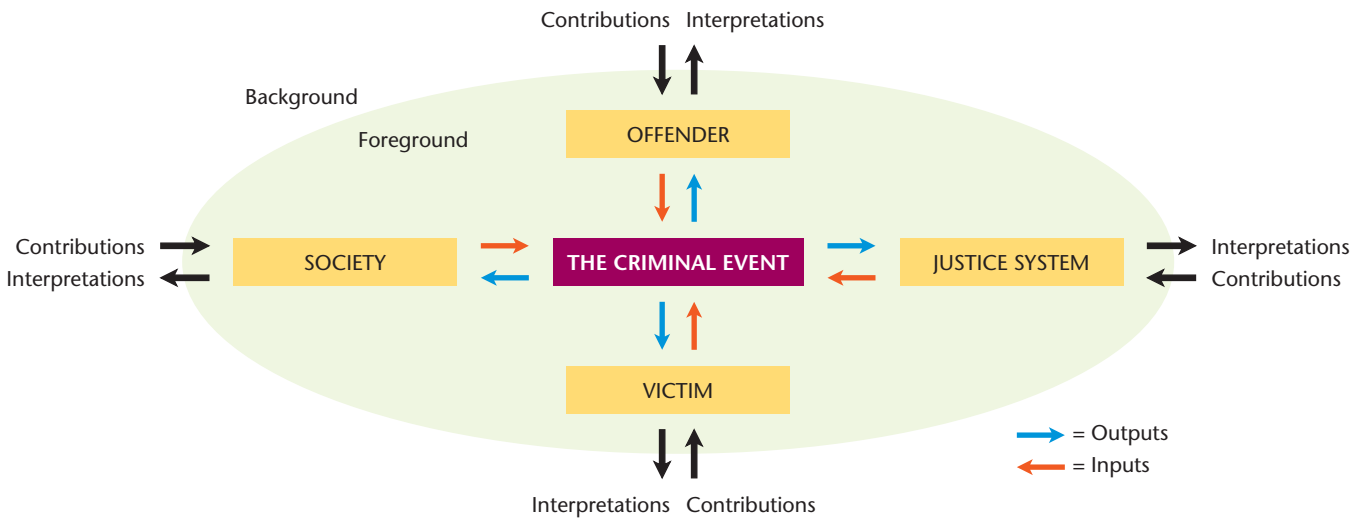 Contributions Interpretations
Background
Foreground
OFFENDER
Contributions
Interpretations
SOCIETY
THE CRIMINAL EVENT
JUSTICE SYSTEM
Interpretations
Contributions
VICTIM
= Outputs
= Inputs
Interpretations Contributions